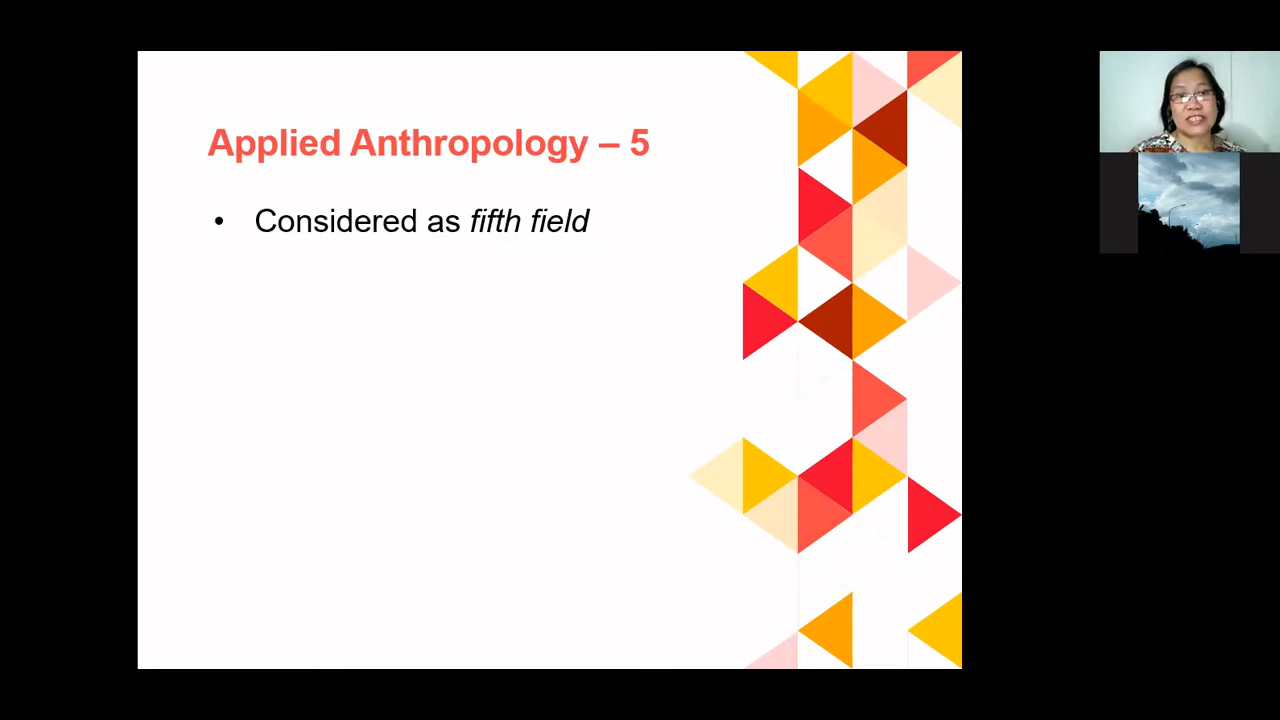 Applied Anthropology – 5
• Considered as fifth field